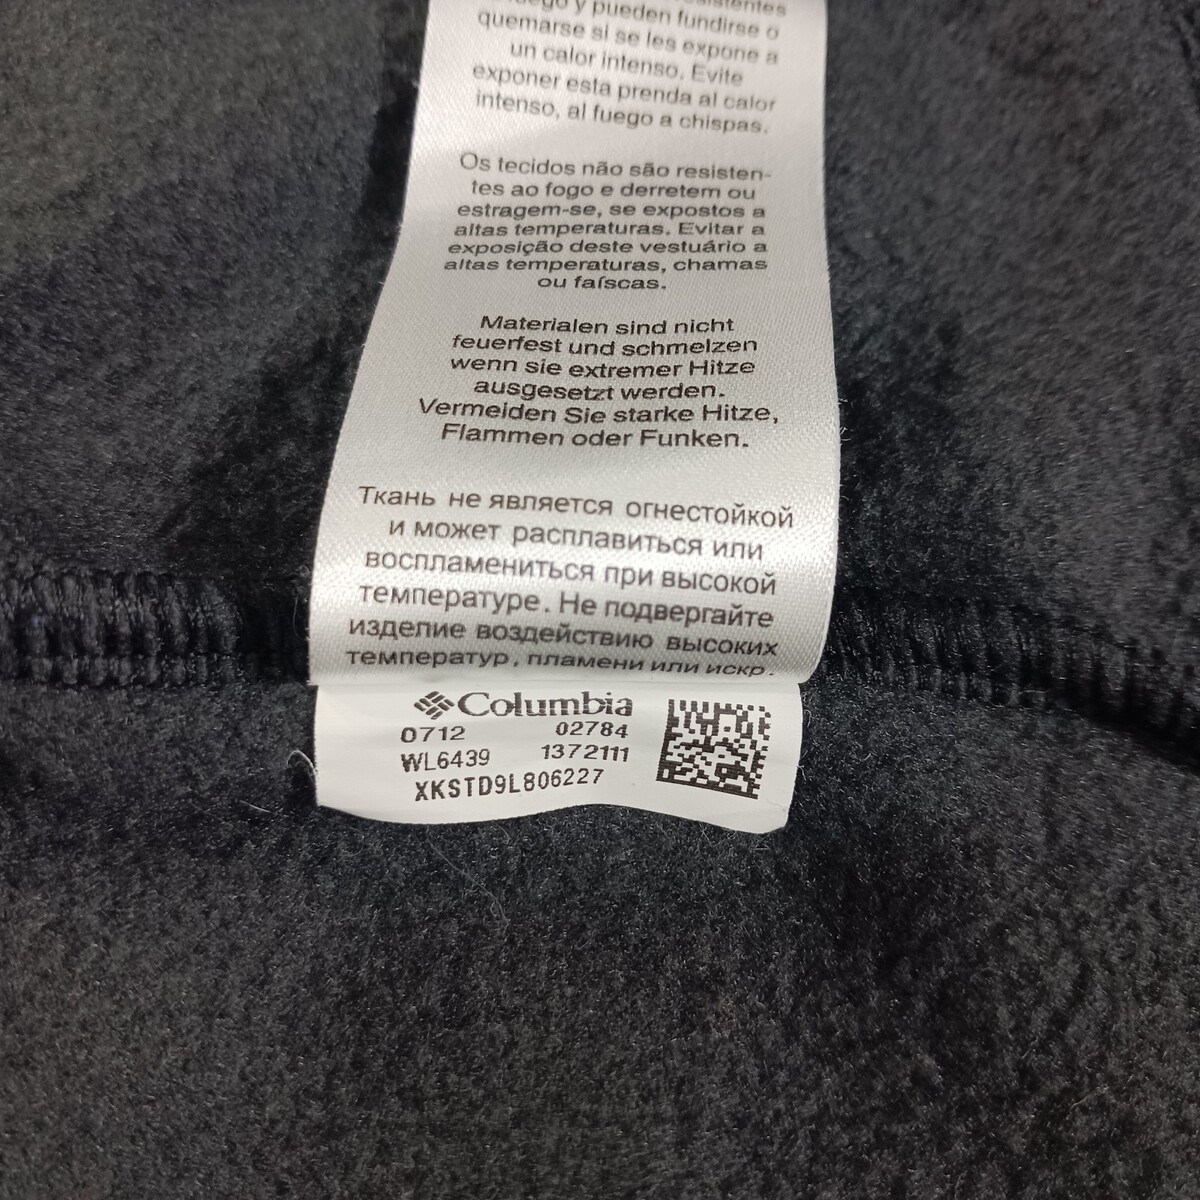 fuego y pueden fundirse o
quemarse si se les expone a
un calor intenso. Evite
exponer esta prenda al calor
intenso, al fuego a chispas.
Os tecidos não são resisten-
tes ao fogo e derretem ou
estragem-se, se expostos a
altas temperaturas. Evitar a
exposição deste vestuário a
altas temperaturas, chamas
ou faíscas.
Materialen sind nicht
feuerfest und schmelzen
wenn sie extremer Hitze
ausgesetzt werden.
Vermeiden Sie starke Hitze,
Flammen oder Funken.
Ткань не является огнестойкой
и может расплавиться или
воспламениться при высокой
температуре. Не подвергайте
изделие воздействию высоких
температур, пламени или искр.
Columbia
0712 02784
WL6439 1372111
XKSTD9L806227